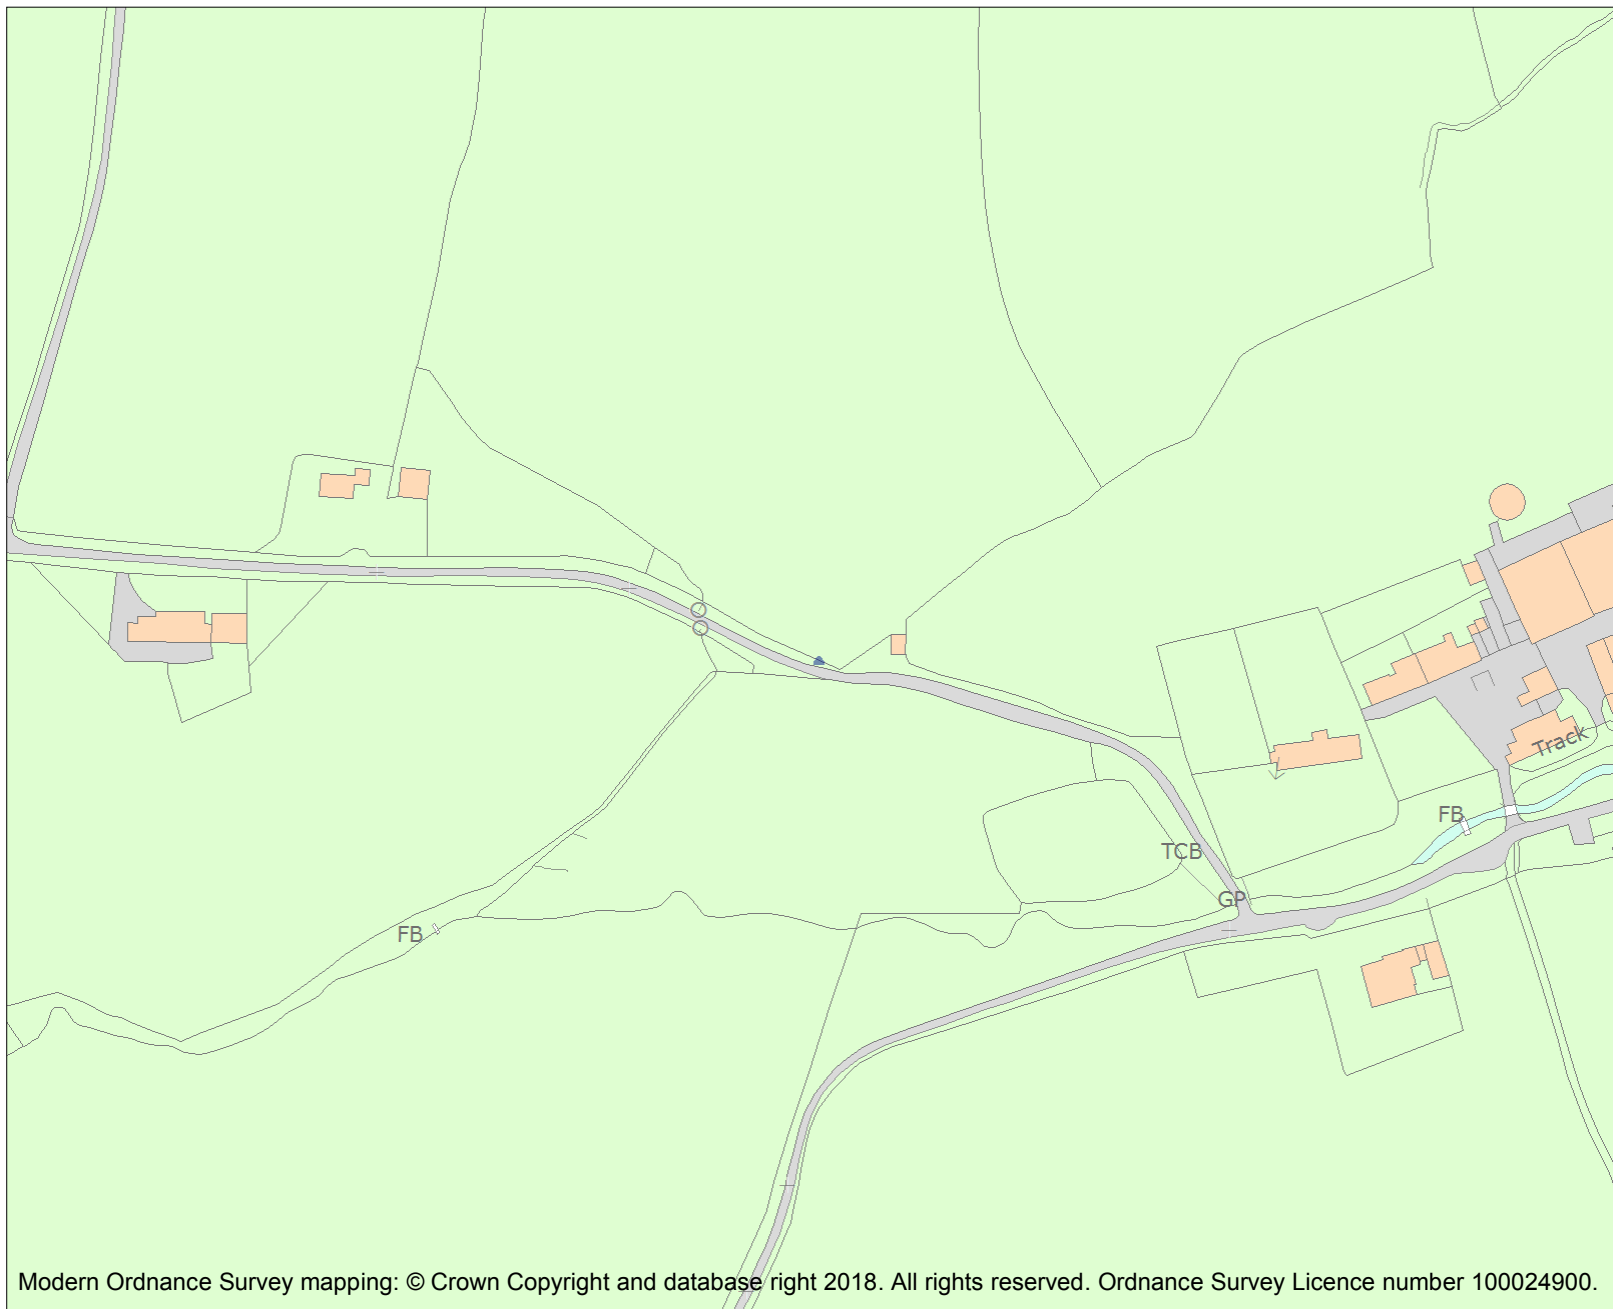 Track
FB
TCB
GP
FB
Modern Ordnance Survey mapping: © Crown Copyright and database right 2018. All rights reserved. Ordnance Survey Licence number 100024900.